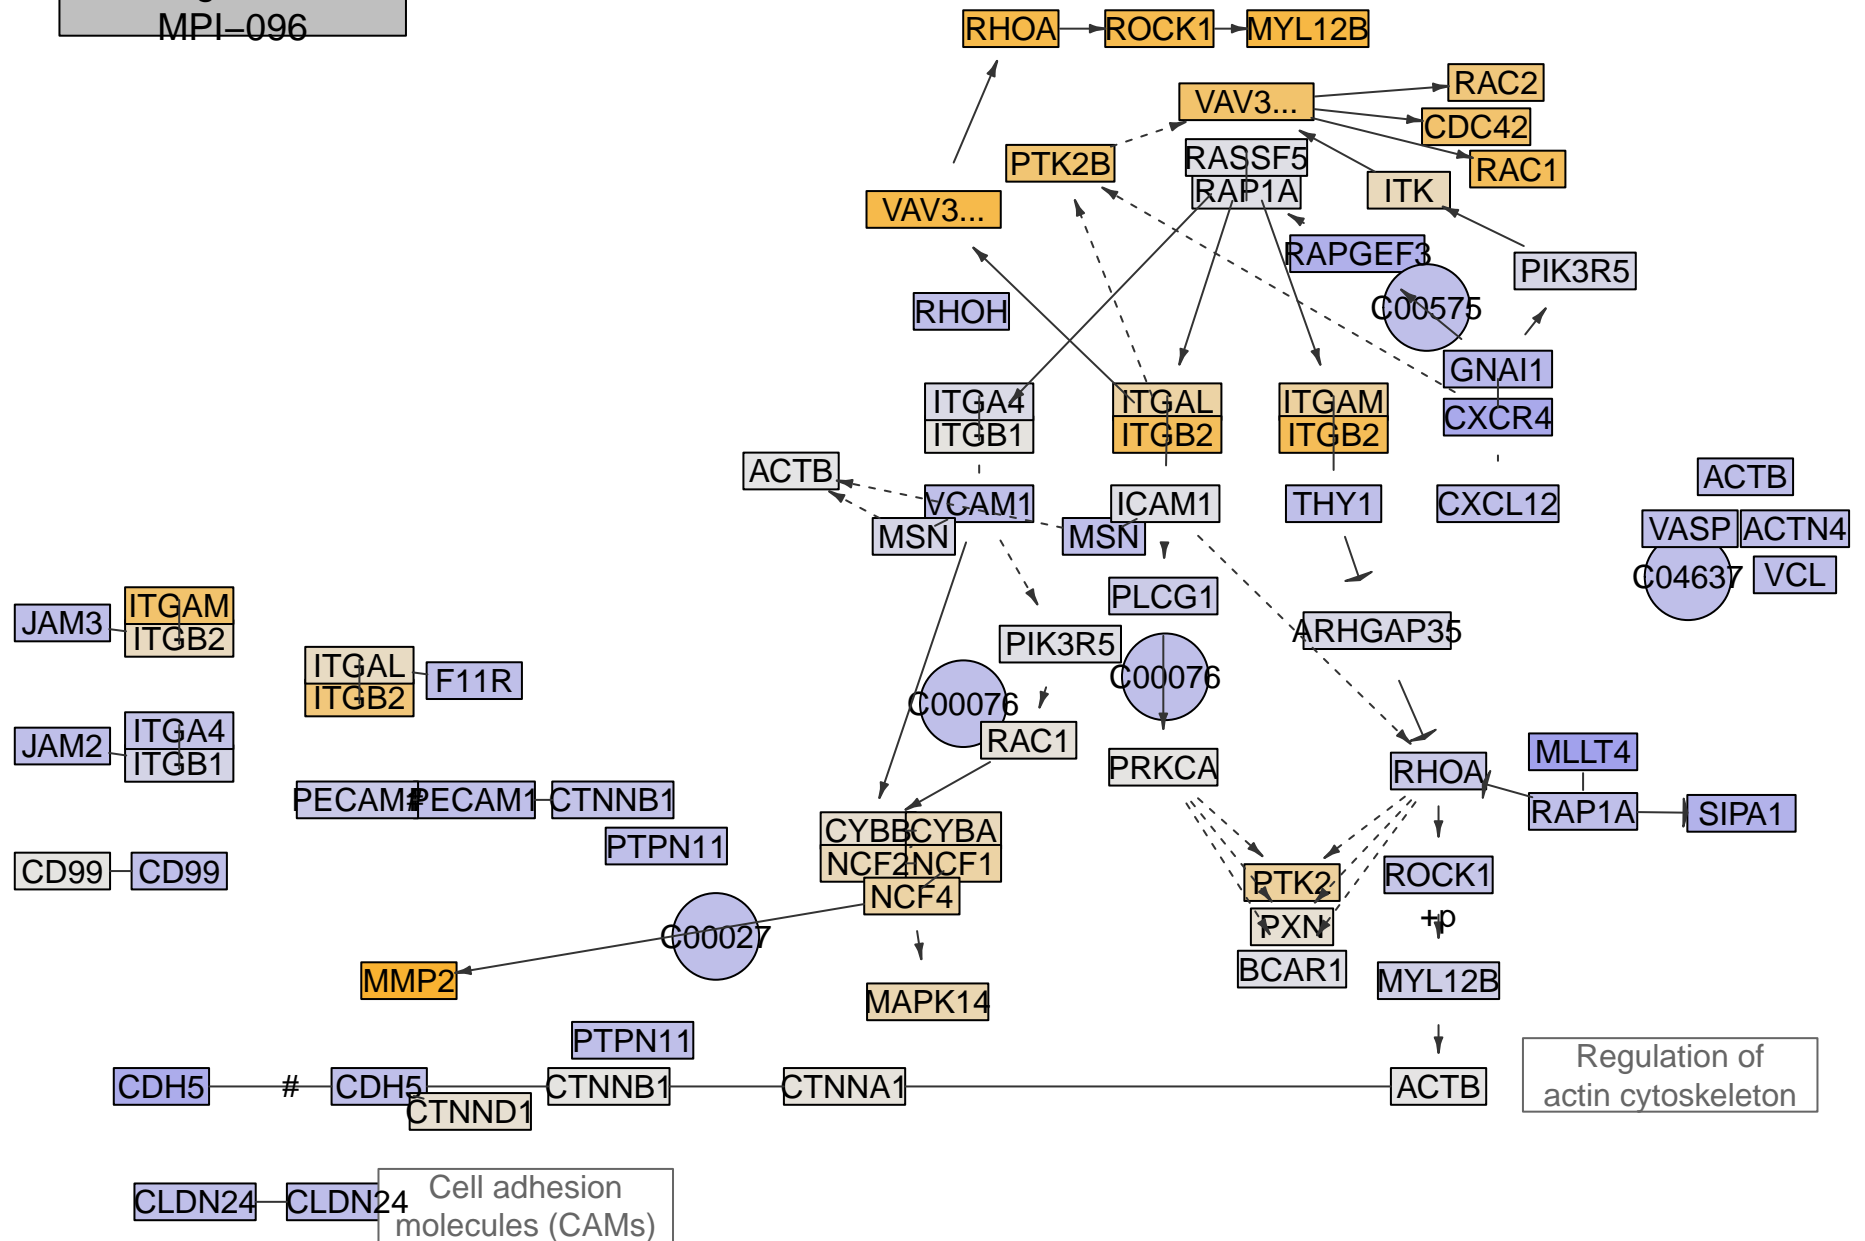 MPI−096
RHOA
ROCK1
MYL12B
RAC2
VAV3...
CDC42
RASSF5
PTK2B
RAC1
RAP1A
ITK
VAV3...
RAPGEF3
PIK3R5
RHOH
C00575
GNAI1
ITGA4
ITGAL
ITGAM
CXCR4
ITGB1
ITGB2
ITGB2
ACTB
ACTB
VCAM1
ICAM1
THY1
CXCL12
MSN
MSN
VASP
ACTN4
C04637
VCL
PLCG1
JAM3
ITGAM
ITGB2
ARHGAP35
PIK3R5
ITGAL
F11R
ITGB2
C00076
C00076
JAM2
ITGA4
ITGB1
RAC1
PRKCA
RHOA
MLLT4
PECAM1
#
PECAM1
CTNNB1
RAP1A
SIPA1
CYBB
CYBA
PTPN11
NCF2
NCF1
CD99
CD99
NCF4
PTK2
ROCK1
+p
PXN
C00027
BCAR1
MMP2
MYL12B
MAPK14
PTPN11
CDH5
#
CDH5
CTNNB1
CTNNA1
ACTB
CTNND1
Regulation of
actin cytoskeleton
CLDN24
CLDN24
Cell adhesion
molecules (CAMs)